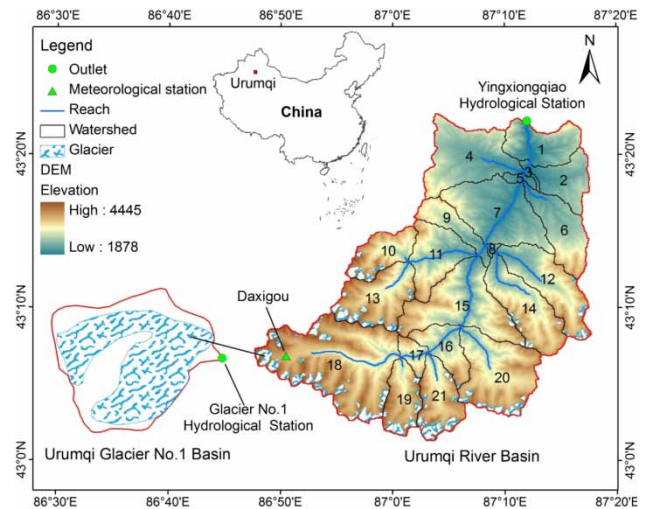 86°30'E
86°40'E
86°50'E
87°0'E
87°10'E
87°20'E
Legend
Outlet
Meteorological station
Reach
Watershed
Glacier
DEM
Elevation
High : 4445
Low : 1878
Urumqi
China
N
Yingxiongqiao
Hydrological Station
43°20'N
43°10'N
43°0'N
43°20'N
43°10'N
43°0'N
1
2
3
4
5
6
7
8
9
10
11
12
13
14
15
16
17
18
19
20
21
Daxigou
Glacier No.1
Hydrological Station
Urumqi Glacier No.1 Basin
Urumqi River Basin
86°30'E
86°40'E
86°50'E
87°0'E
87°10'E
87°20'E